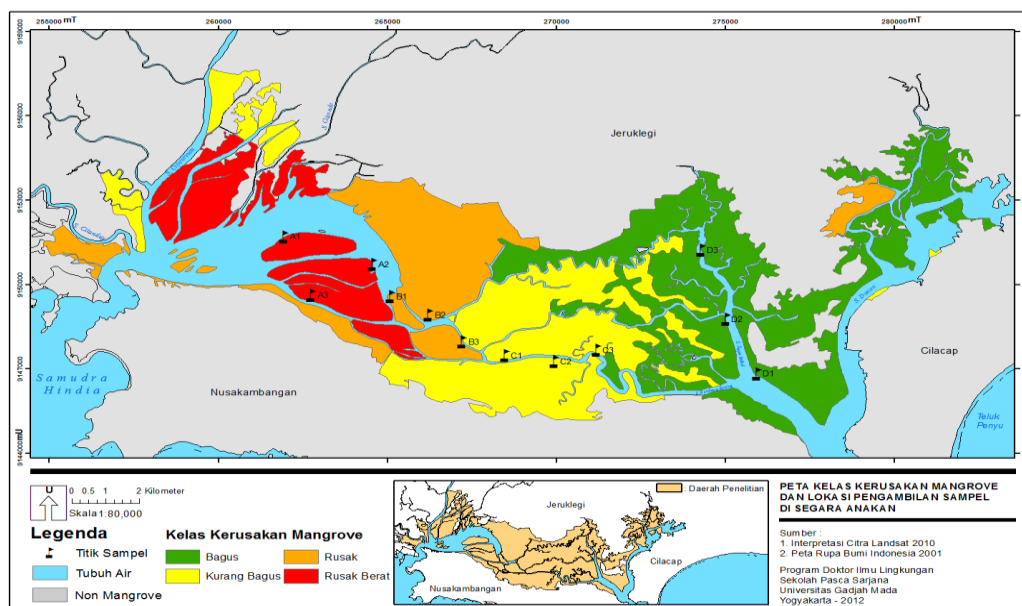 255000 mT
260000
265000
270000
275000
280000
9159000
9156000
9153000
9150000
9147000
9144000 mU
Jeruklegi
A1
A2
A3
B1
B2
B3
C1
C2
C3
D1
D2
D3
S. Dunan
Samudra
Hindia
Nusakambangan
Cilacap
Teluk
Penyu
U
0 0.5 1 2 Kilometer
Skala 1:80,000
Legenda
Titik Sampel
Tubuh Air
Non Mangrove
Kelas Kerusakan Mangrove
Bagus
Kurang Bagus
Rusak
Rusak Berat
Daerah Penelitian
Jeruklegi
Cilacap
Nusakambangan
PETA KELAS KERUSAKAN MANGROVE
DAN LOKASI PENGAMBILAN SAMPEL
DI SEGARA ANAKAN
Sumber :
1. Interpretasi Citra Landsat 2010
2. Peta Rupa Bumi Indonesia 2001
Program Doktor Ilmu Lingkungan
Sekolah Pasca Sarjana
Universitas Gadjah Mada
Yogyakarta - 2012